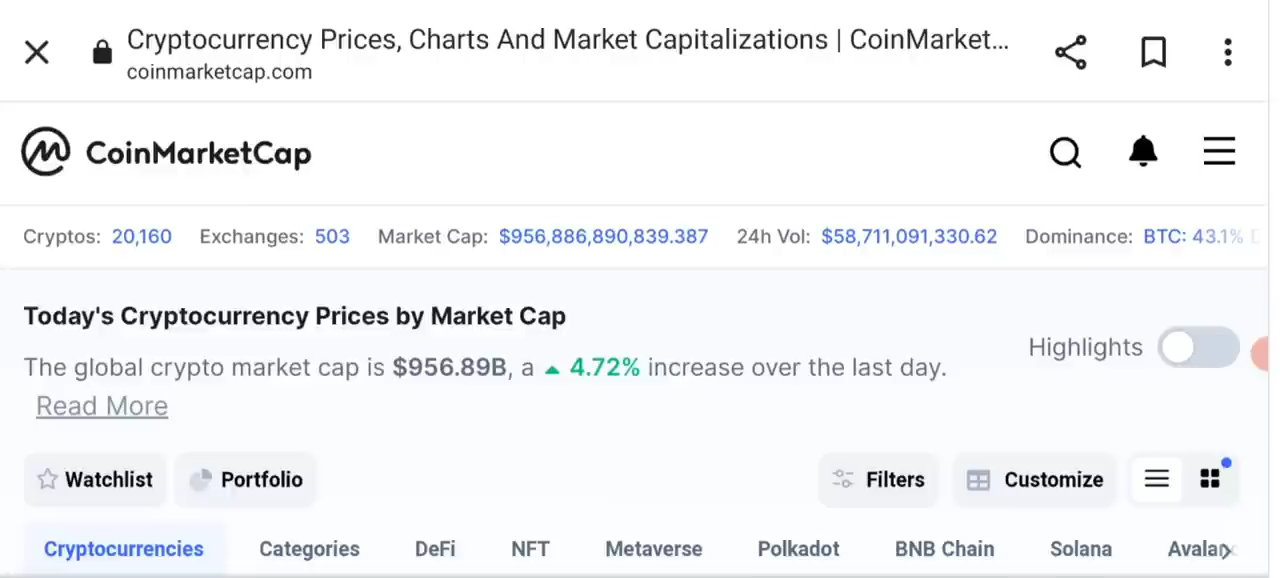 Cryptocurrency Prices, Charts And Market Capitalizations | CoinMarket...
coinmarketcap.com
CoinMarketCap
Cryptos: 20,160 Exchanges: 503 Market Cap: $956,886,890,839.387 24h Vol: $58,711,091,330.62 Dominance: BTC: 43.1%
Today's Cryptocurrency Prices by Market Cap
The global crypto market cap is $956.89B, a ▲ 4.72% increase over the last day.
Highlights
Read More
Watchlist Portfolio Filters Customize
Cryptocurrencies Categories DeFi NFT Metaverse Polkadot BNB Chain Solana